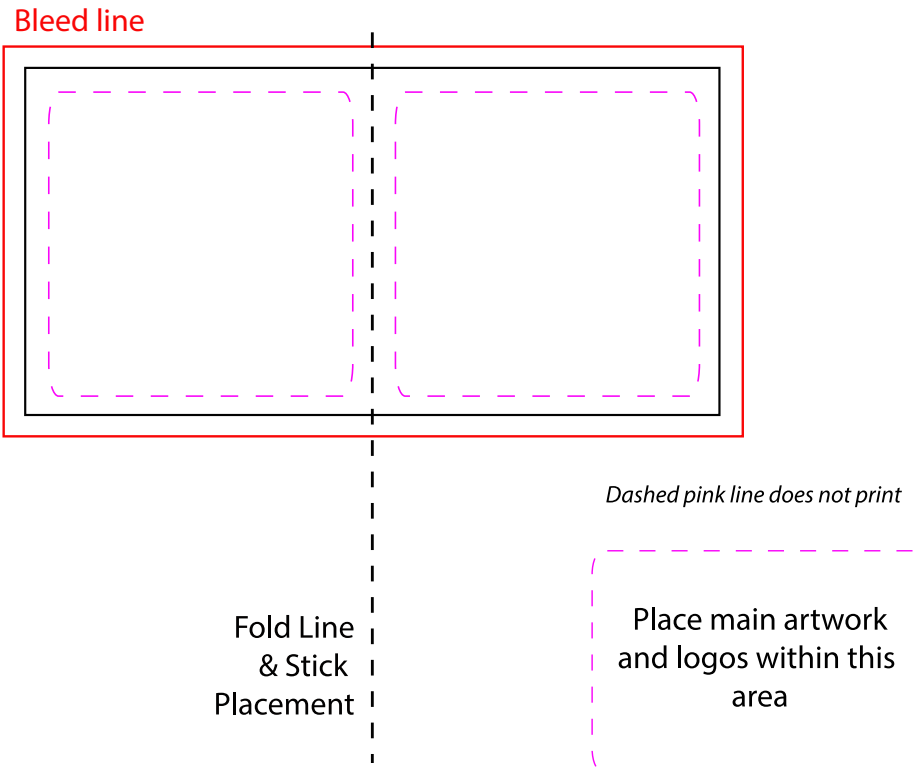 Bleed line
Dashed pink line does not print
Fold Line
& Stick
Placement
Place main artwork
and logos within this
area